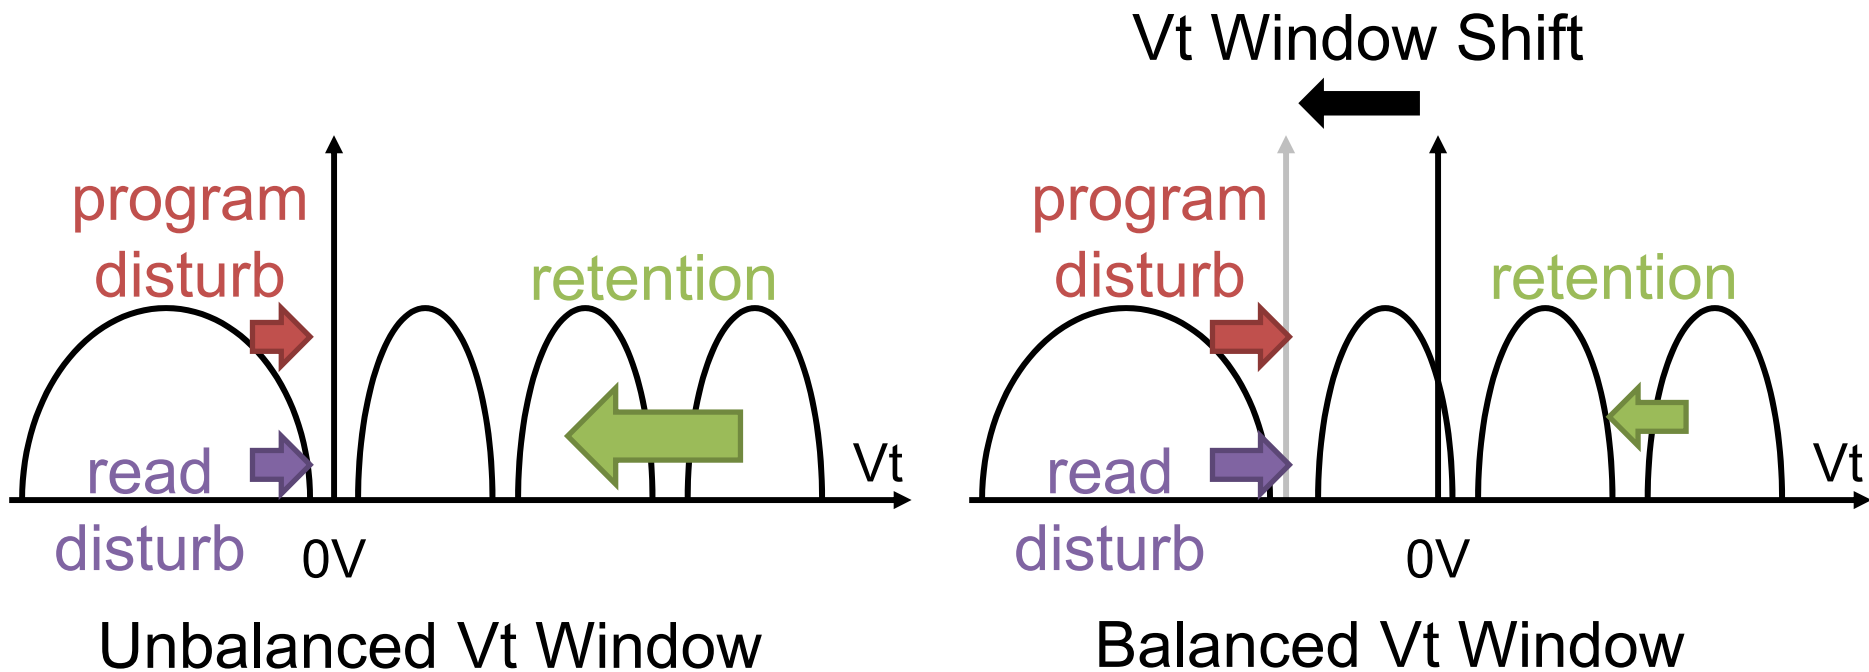 program
disturb
retention
read
disturb
Vt
0V
Unbalanced Vt Window
Vt Window Shift
program
disturb
retention
read
disturb
Vt
0V
Balanced Vt Window